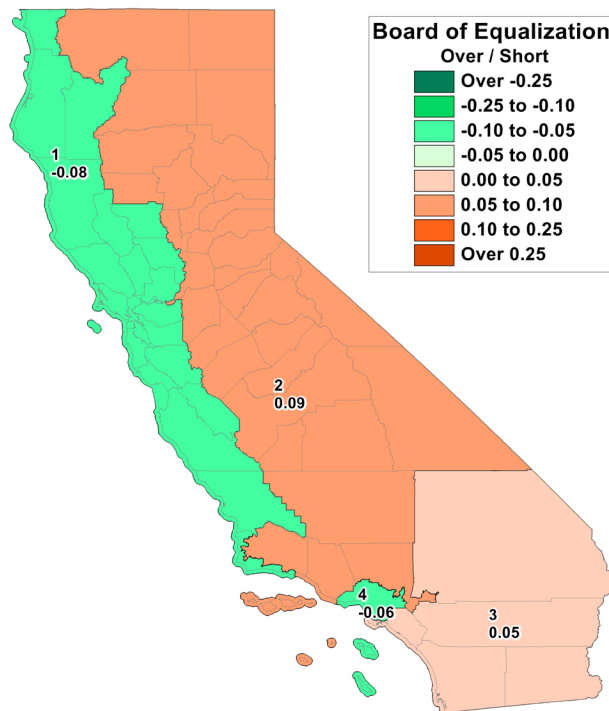 Board of Equalization
Over / Short
Over -0.25
-0.25 to -0.10
-0.10 to -0.05
-0.05 to 0.00
0.00 to 0.05
0.05 to 0.10
0.10 to 0.25
Over 0.25
1
-0.08
2
0.09
4
-0.06
3
0.05